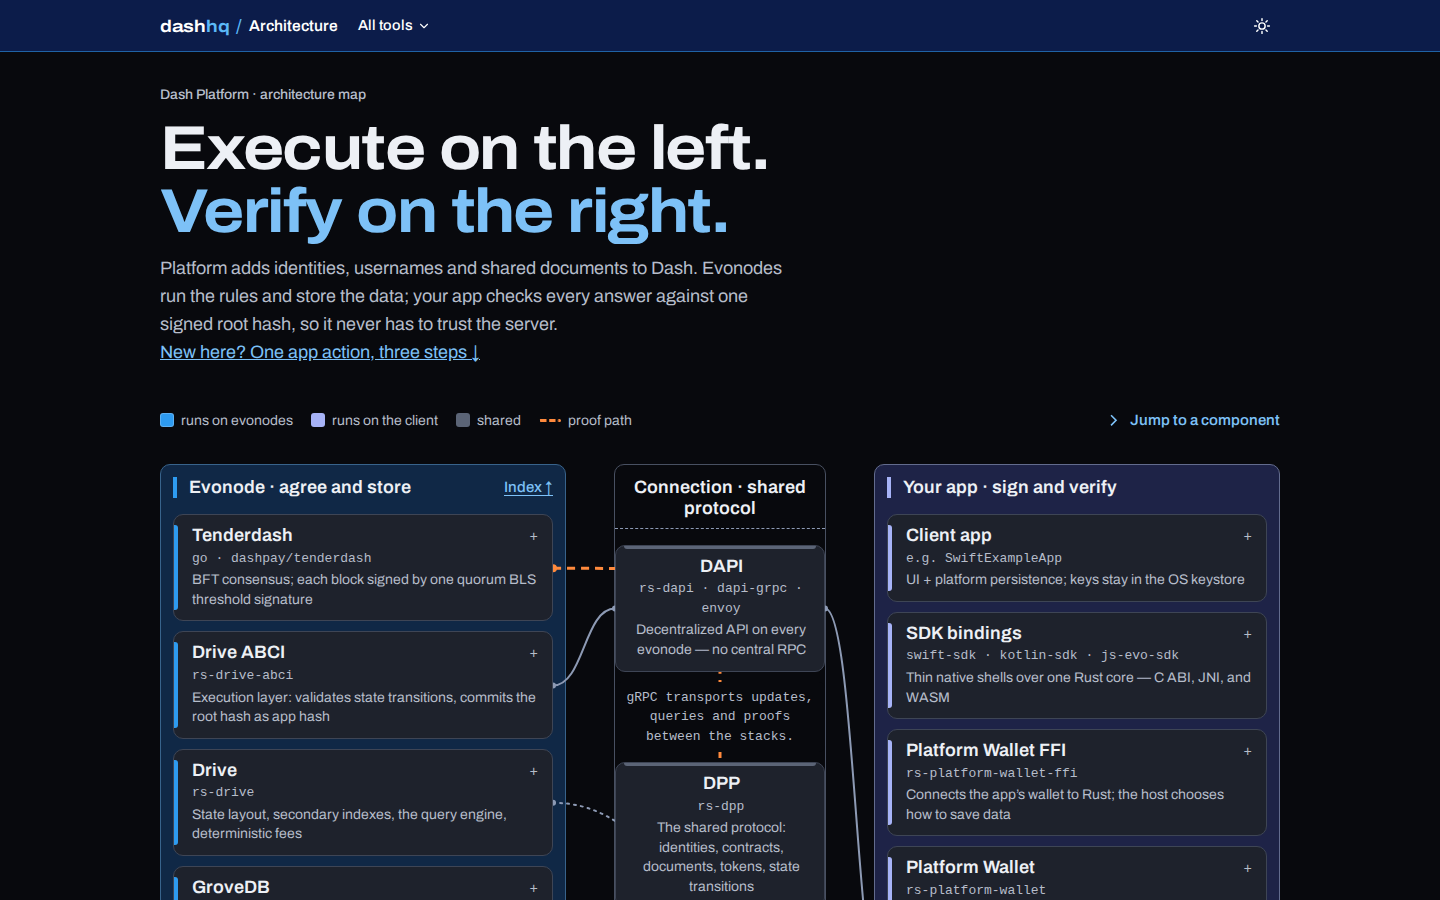 dashhq / Architecture All tools
Dash Platform · architecture map
Execute on the left.
Verify on the right.
Platform adds identities, usernames and shared documents to Dash. Evonodes
run the rules and store the data; your app checks every answer against one
signed root hash, so it never has to trust the server.
New here? One app action, three steps ↓
runs on evonodes runs on the client shared proof path Jump to a component
Evonode · agree and store Index ↑
Tenderdash +
go · dashpay/tenderdash
BFT consensus; each block signed by one quorum BLS
threshold signature
Drive ABCI +
rs-drive-abci
Execution layer: validates state transitions, commits the
root hash as app hash
Drive +
rs-drive
State layout, secondary indexes, the query engine,
deterministic fees
GroveDB +
Connection · shared
protocol
DAPI
rs-dapi · dapi-grpc ·
envoy
Decentralized API on every
evonode — no central RPC
gRPC transports updates,
queries and proofs
between the stacks.
DPP
rs-dpp
The shared protocol:
identities, contracts,
documents, tokens, state
transitions
Your app · sign and verify
Client app +
e.g. SwiftExampleApp
UI + platform persistence; keys stay in the OS keystore
SDK bindings +
swift-sdk · kotlin-sdk · js-evo-sdk
Thin native shells over one Rust core — C ABI, JNI, and
WASM
Platform Wallet FFI +
rs-platform-wallet-ffi
Connects the app's wallet to Rust; the host chooses
how to save data
Platform Wallet +
rs-platform-wallet